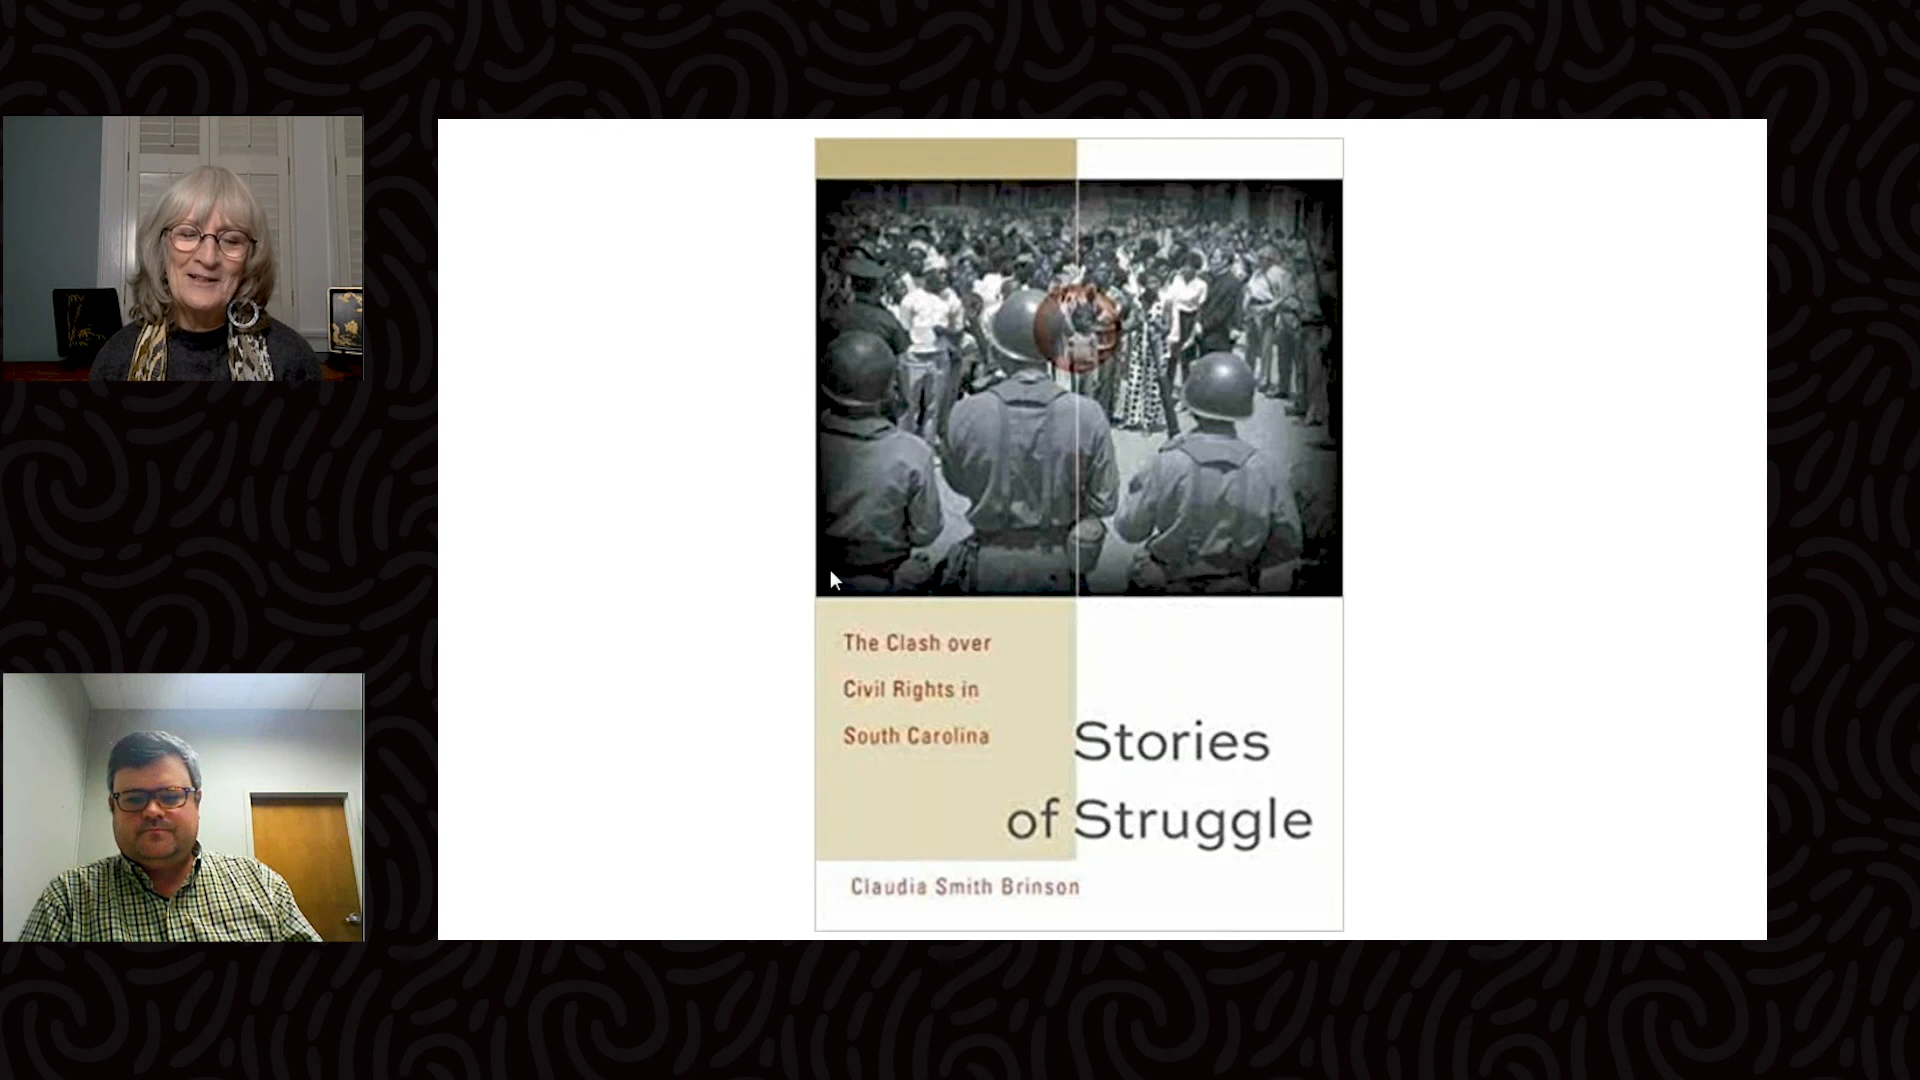 The Clash over
Civil Rights in
South Carolina
Stories
of Struggle
Claudia Smith Brinson